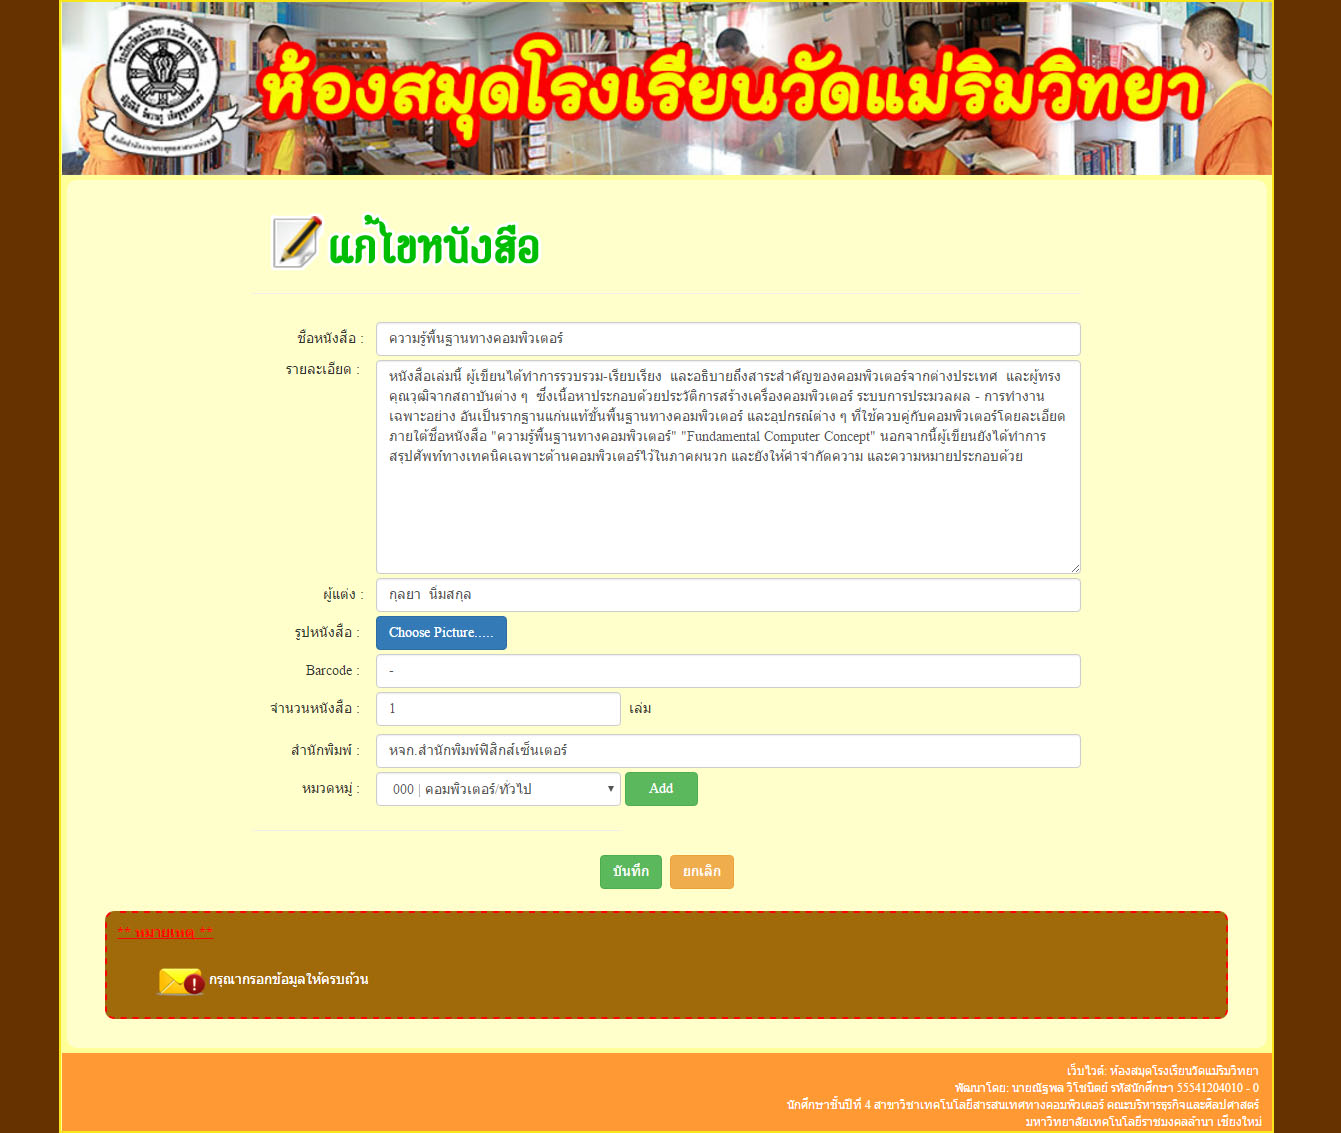 ห้องสมุดโรงเรียนวัดแม่ริมวิทยา
แก้ไขหนังสือ
ชื่อหนังสือ : ความรู้พื้นฐานทางคอมพิวเตอร์
รายละเอียด : หนังสือเล่มนี้ ผู้เขียนได้ทำการรวบรวม-เรียบเรียง และอธิบายถึงสาระสำคัญของคอมพิวเตอร์จากต่างประเทศ และผู้ทรง
คุณวุฒิจากสถาบันต่าง ๆ ซึ่งเนื้อหาประกอบด้วยประวัติการสร้างเครื่องคอมพิวเตอร์ ระบบการประมวลผล - การทำงาน
เฉพาะอย่าง อันเป็นรากฐานแก่นแท้ขั้นพื้นฐานทางคอมพิวเตอร์ และอุปกรณ์ต่าง ๆ ที่ใช้ควบคู่กับคอมพิวเตอร์โดยละเอียด
ภายใต้ชื่อหนังสือ "ความรู้พื้นฐานทางคอมพิวเตอร์" "Fundamental Computer Concept" นอกจากนี้ผู้เขียนยังได้ทำการ
สรุปศัพท์ทางเทคนิคเฉพาะด้านคอมพิวเตอร์ไว้ในภาคผนวก และยังให้คำจำกัดความ และความหมายประกอบด้วย
ผู้แต่ง : กุลยา นิ่มสกุล
รูปหนังสือ : Choose Picture.....
Barcode : -
จำนวนหนังสือ : 1 เล่ม
สำนักพิมพ์ : หจก.สำนักพิมพ์ฟิสิกส์เซ็นเตอร์
หมวดหมู่ : 000 | คอมพิวเตอร์/ทั่วไป Add
บันทึก ยกเลิก
** หมายเหตุ **
กรุณากรอกข้อมูลให้ครบถ้วน
เว็บไวต์: ห้องสมุดโรงเรียนวัดแม่ริมวิทยา
พัฒนาโดย: นายณัฐพล วิโชนิตย์ รหัสนักศึกษา 55541204010 - 0
นักศึกษาชั้นปีที่ 4 สาขาวิชาเทคโนโลยีสารสนเทศทางคอมพิวเตอร์ คณะบริหารธุรกิจและศิลปศาสตร์
มหาวิทยาลัยเทคโนโลยีราชมงคลล้านนา เชียงใหม่